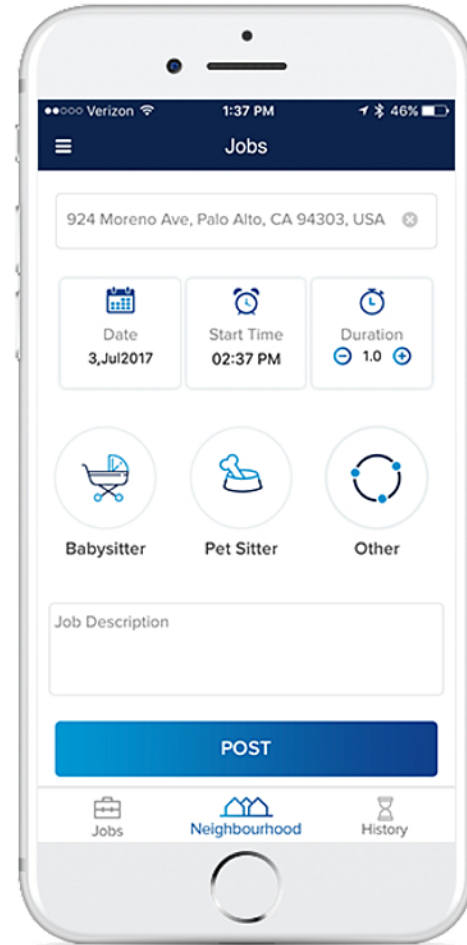 Verizon 1:37 PM 46%
Jobs
924 Moreno Ave, Palo Alto, CA 94303, USA
Date Start Time Duration
3,Jul2017 02:37 PM 1.0
Babysitter Pet Sitter Other
Job Description
POST
Jobs Neighbourhood History